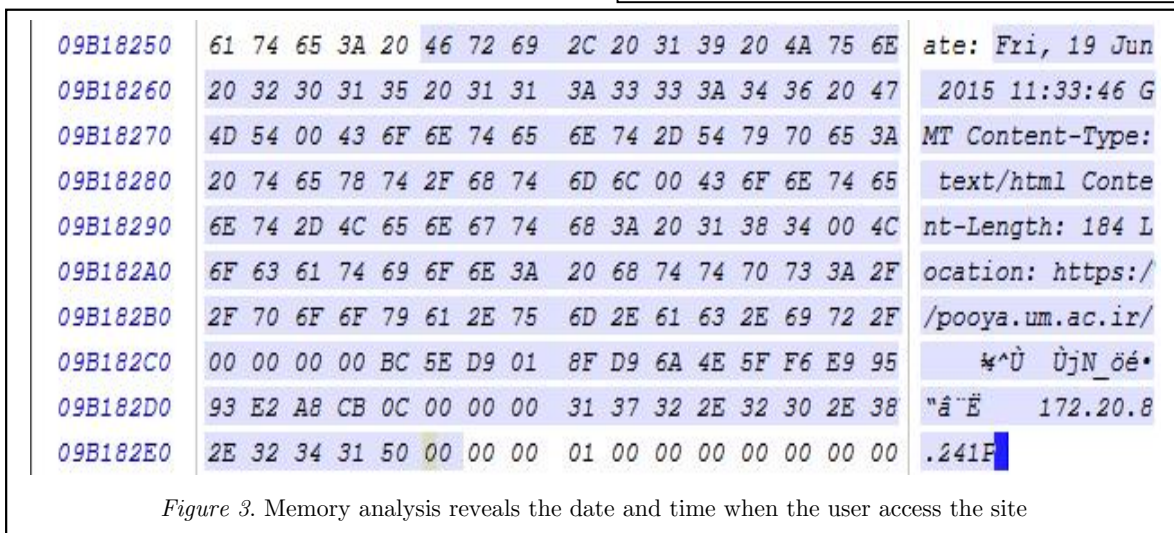 09B18250 61 74 65 3A 20 46 72 69 2C 20 31 39 20 4A 75 6E ate: Fri, 19 Jun
09B18260 20 32 30 31 35 20 31 31 3A 33 33 3A 34 36 20 47 2015 11:33:46 G
09B18270 4D 54 00 43 6F 6E 74 65 6E 74 2D 54 79 70 65 3A MT Content-Type:
09B18280 20 74 65 78 74 2F 68 74 6D 6C 00 43 6F 6E 74 65 text/html Conte
09B18290 6E 74 2D 4C 65 6E 67 74 68 3A 20 31 38 34 00 4C nt-Length: 184 L
09B182A0 6F 63 61 74 69 6F 6E 3A 20 68 74 74 70 73 3A 2F ocation: https:/
09B182B0 2F 70 6F 6F 79 61 2E 75 6D 2E 61 63 2E 69 72 2F /pooya.um.ac.ir/
09B182C0 00 00 00 00 BC 5E D9 01 8F D9 6A 4E 5F F6 E9 95 ¼^Ù ÙjN_öé•
09B182D0 93 E2 A8 CB 0C 00 00 00 31 37 32 2E 32 30 2E 38 “â¨Ë 172.20.8
09B182E0 2E 32 34 31 50 00 00 00 01 00 00 00 00 00 00 00 .241P
Figure 3. Memory analysis reveals the date and time when the user access the site